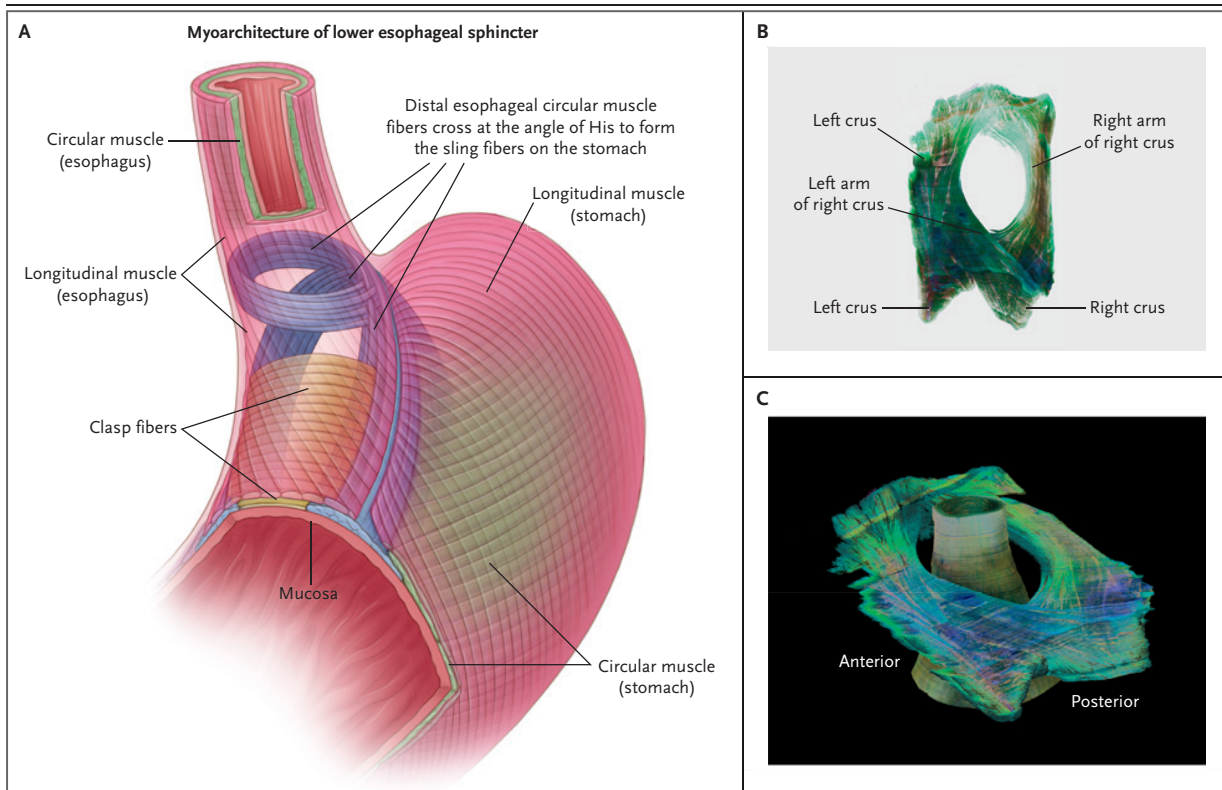 A
Myoarchitecture of lower esophageal sphincter
Circular muscle
(esophagus)
Distal esophageal circular muscle
fibers cross at the angle of His to form
the sling fibers on the stomach
Longitudinal muscle
(stomach)
Longitudinal muscle
(esophagus)
Clasp fibers
Mucosa
Circular muscle
(stomach)
B
Left crus
Right arm
of right crus
Left arm
of right crus
Left crus
Right crus
C
Anterior
Posterior